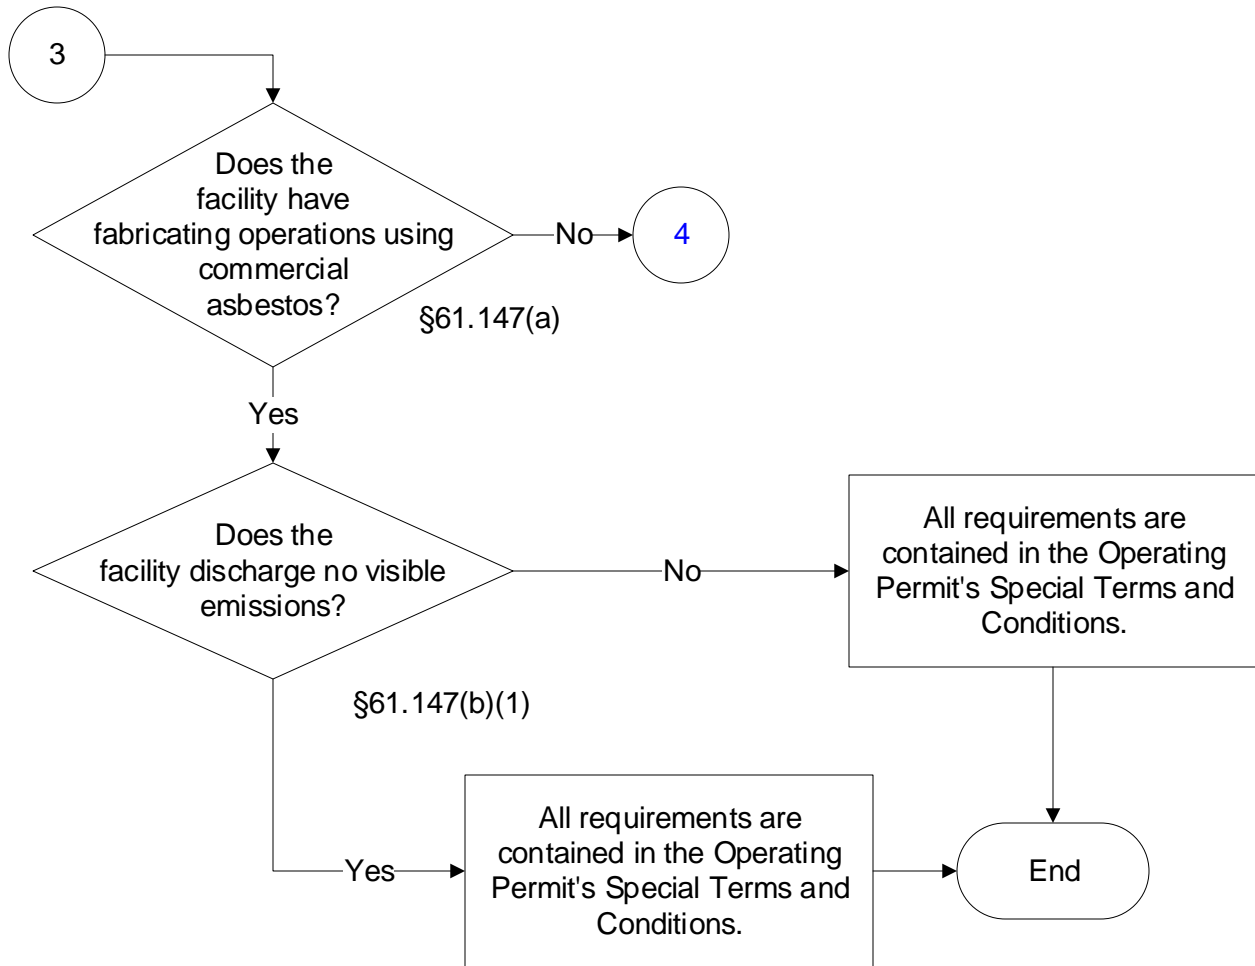 3
Does the
facility have
fabricating operations using
commercial
asbestos?
No
4
§61.147(a)
Yes
Does the
facility discharge no visible
emissions?
No
All requirements are
contained in the Operating
Permit's Special Terms and
Conditions.
§61.147(b)(1)
Yes
All requirements are
contained in the Operating
Permit's Special Terms and
Conditions.
End